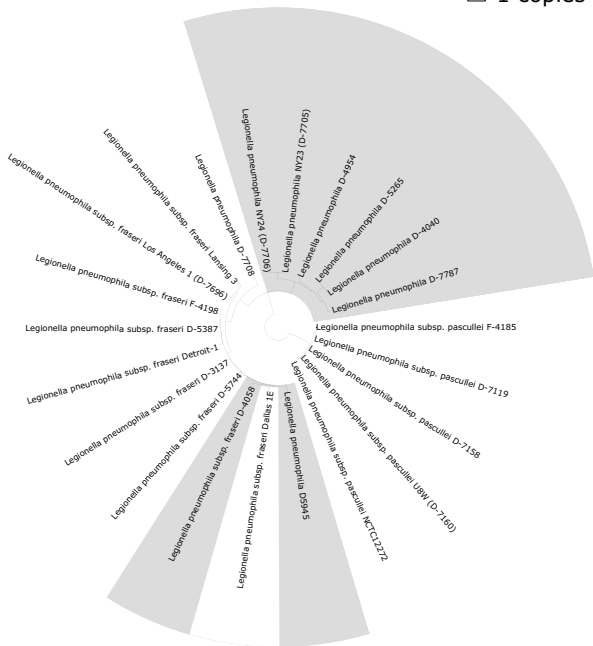 1 copies
Legionella pneumophila NY24 (D-7706)
Legionella pneumophila NY23 (D-7705)
Legionella pneumophila D-4954
Legionella pneumophila D-5265
Legionella pneumophila D-4040
Legionella pneumophila D-7787
Legionella pneumophila subsp. pascullei F-4185
Legionella pneumophila subsp. pascullei D-7119
Legionella pneumophila subsp. pascullei D-7158
Legionella pneumophila subsp. pascullei U8W (D-7160)
Legionella pneumophila subsp. pascullei NCTC12272
Legionella pneumophila D5945
Legionella pneumophila subsp. fraseri Dallas 1E
Legionella pneumophila subsp. fraseri D-4058
Legionella pneumophila subsp. fraseri D-5744
Legionella pneumophila subsp. fraseri D-3137
Legionella pneumophila subsp. fraseri Detroit-1
Legionella pneumophila subsp. fraseri D-5387
Legionella pneumophila subsp. fraseri F-4198
Legionella pneumophila subsp. fraseri Los Angeles 1 (D-7696)
Legionella pneumophila subsp. fraseri Lansing 3
Legionella pneumophila D-7708